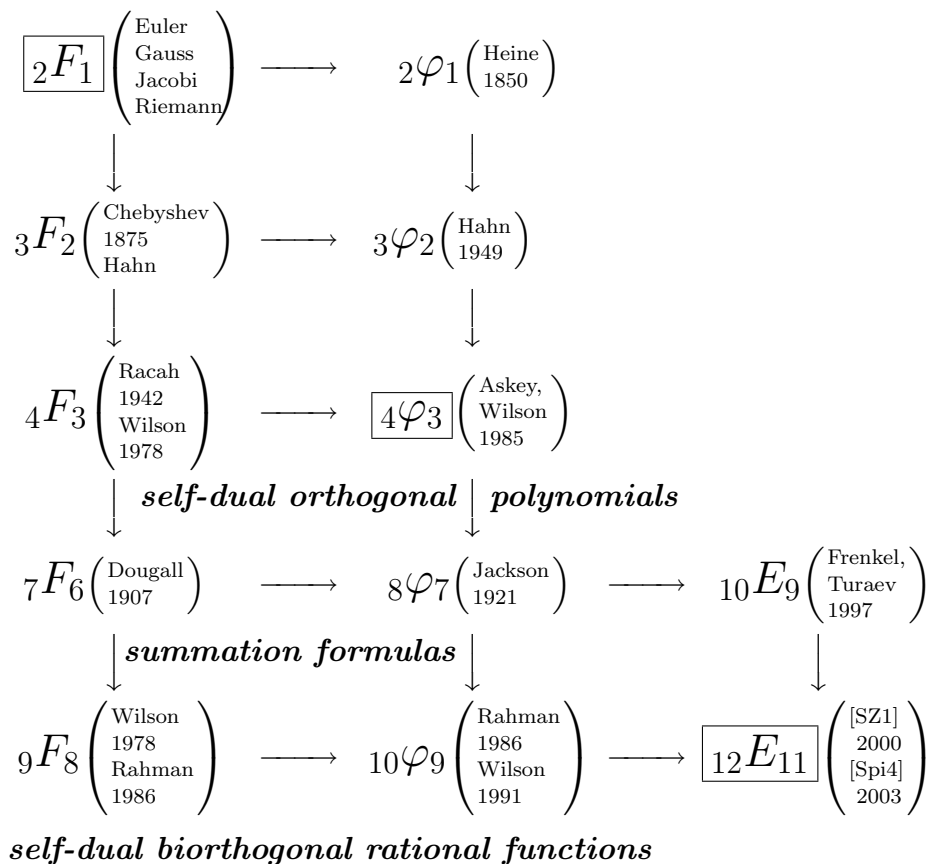 ₂F₁ ( Euler
Gauss
Jacobi
Riemann )
₂φ₁ ( Heine
1850 )
₃F₂ ( Chebyshev
1875
Hahn )
₃φ₂ ( Hahn
1949 )
₄F₃ ( Racah
1942
Wilson
1978 )
₄φ₃ ( Askey,
Wilson
1985 )
self-dual orthogonal polynomials
₇F₆ ( Dougall
1907 )
₈φ₇ ( Jackson
1921 )
₁₀E₉ ( Frenkel,
Turaev
1997 )
summation formulas
₉F₈ ( Wilson
1978
Rahman
1986 )
₁₀φ₉ ( Rahman
1986
Wilson
1991 )
₁₂E₁₁ ( [SZ1]
2000
[Spi4]
2003 )
self-dual biorthogonal rational functions